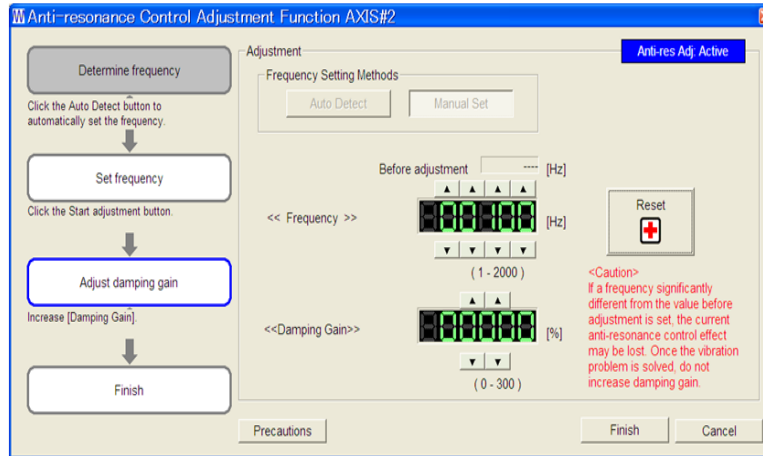 Anti-resonance Control Adjustment Function AXIS#2
Determine frequency
Click the Auto Detect button to
automatically set the frequency.
Set frequency
Click the Start adjustment button.
Adjust damping gain
Increase [Damping Gain].
Finish
Adjustment
Anti-res Adj: Active
Frequency Setting Methods
Auto Detect
Manual Set
Before adjustment ---- [Hz]
<< Frequency >> 00100 [Hz]
( 1 - 2000 )
<<Damping Gain>> 00000 [%]
( 0 - 300 )
Reset
<Caution>
If a frequency significantly
different from the value before
adjustment is set, the current
anti-resonance control effect
may be lost. Once the vibration
problem is solved, do not
increase damping gain.
Precautions
Finish
Cancel